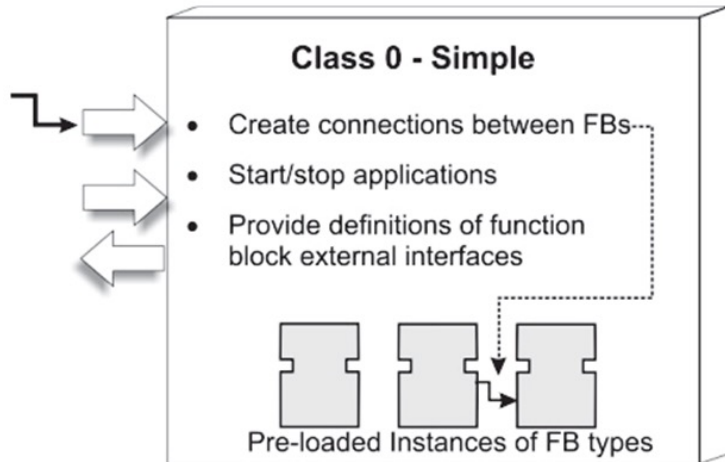 Class 0 - Simple
• Create connections between FBs
• Start/stop applications
• Provide definitions of function
block external interfaces
Pre-loaded Instances of FB types